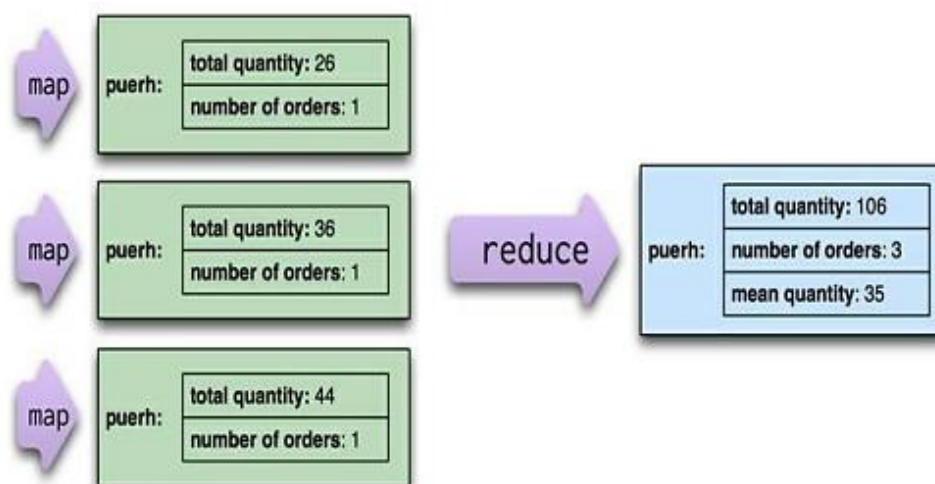 map
puerh:
total quantity: 26
number of orders: 1
map
puerh:
total quantity: 36
number of orders: 1
map
puerh:
total quantity: 44
number of orders: 1
reduce
puerh:
total quantity: 106
number of orders: 3
mean quantity: 35